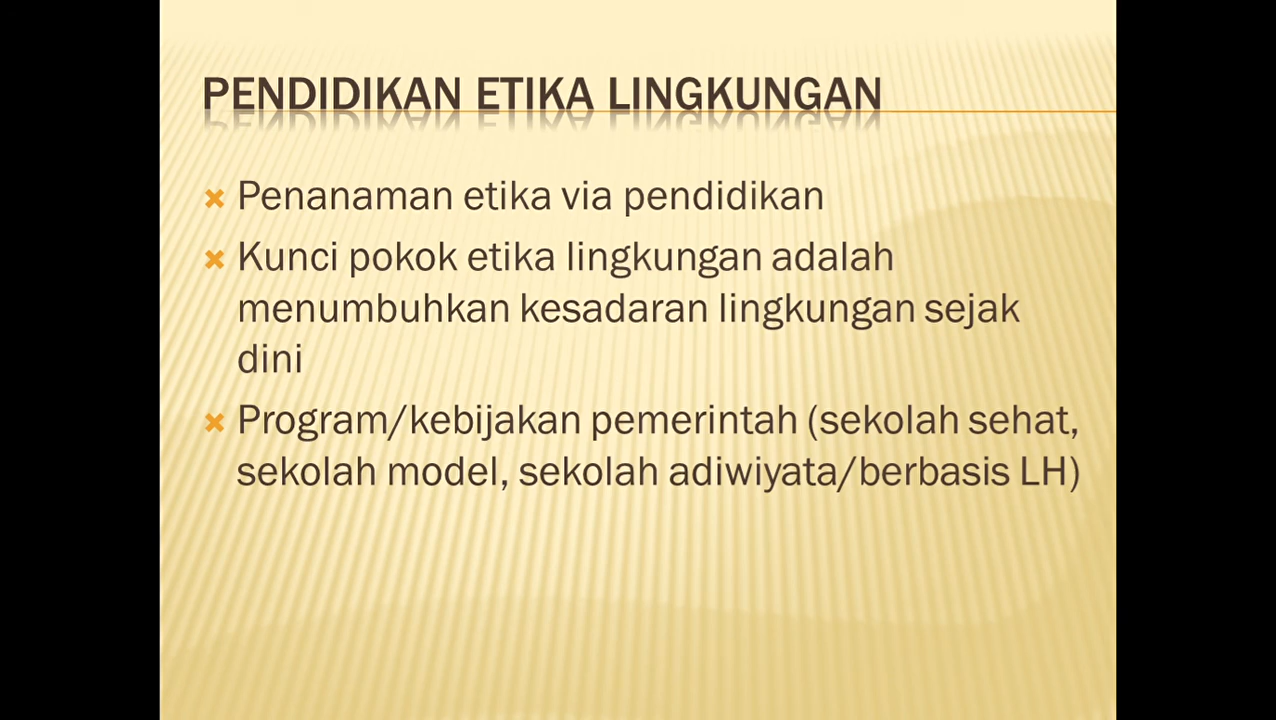 PENDIDIKAN ETIKA LINGKUNGAN
Penanaman etika via pendidikan
Kunci pokok etika lingkungan adalah
menumbuhkan kesadaran lingkungan sejak
dini
Program/kebijakan pemerintah (sekolah sehat,
sekolah model, sekolah adiwiyata/berbasis LH)